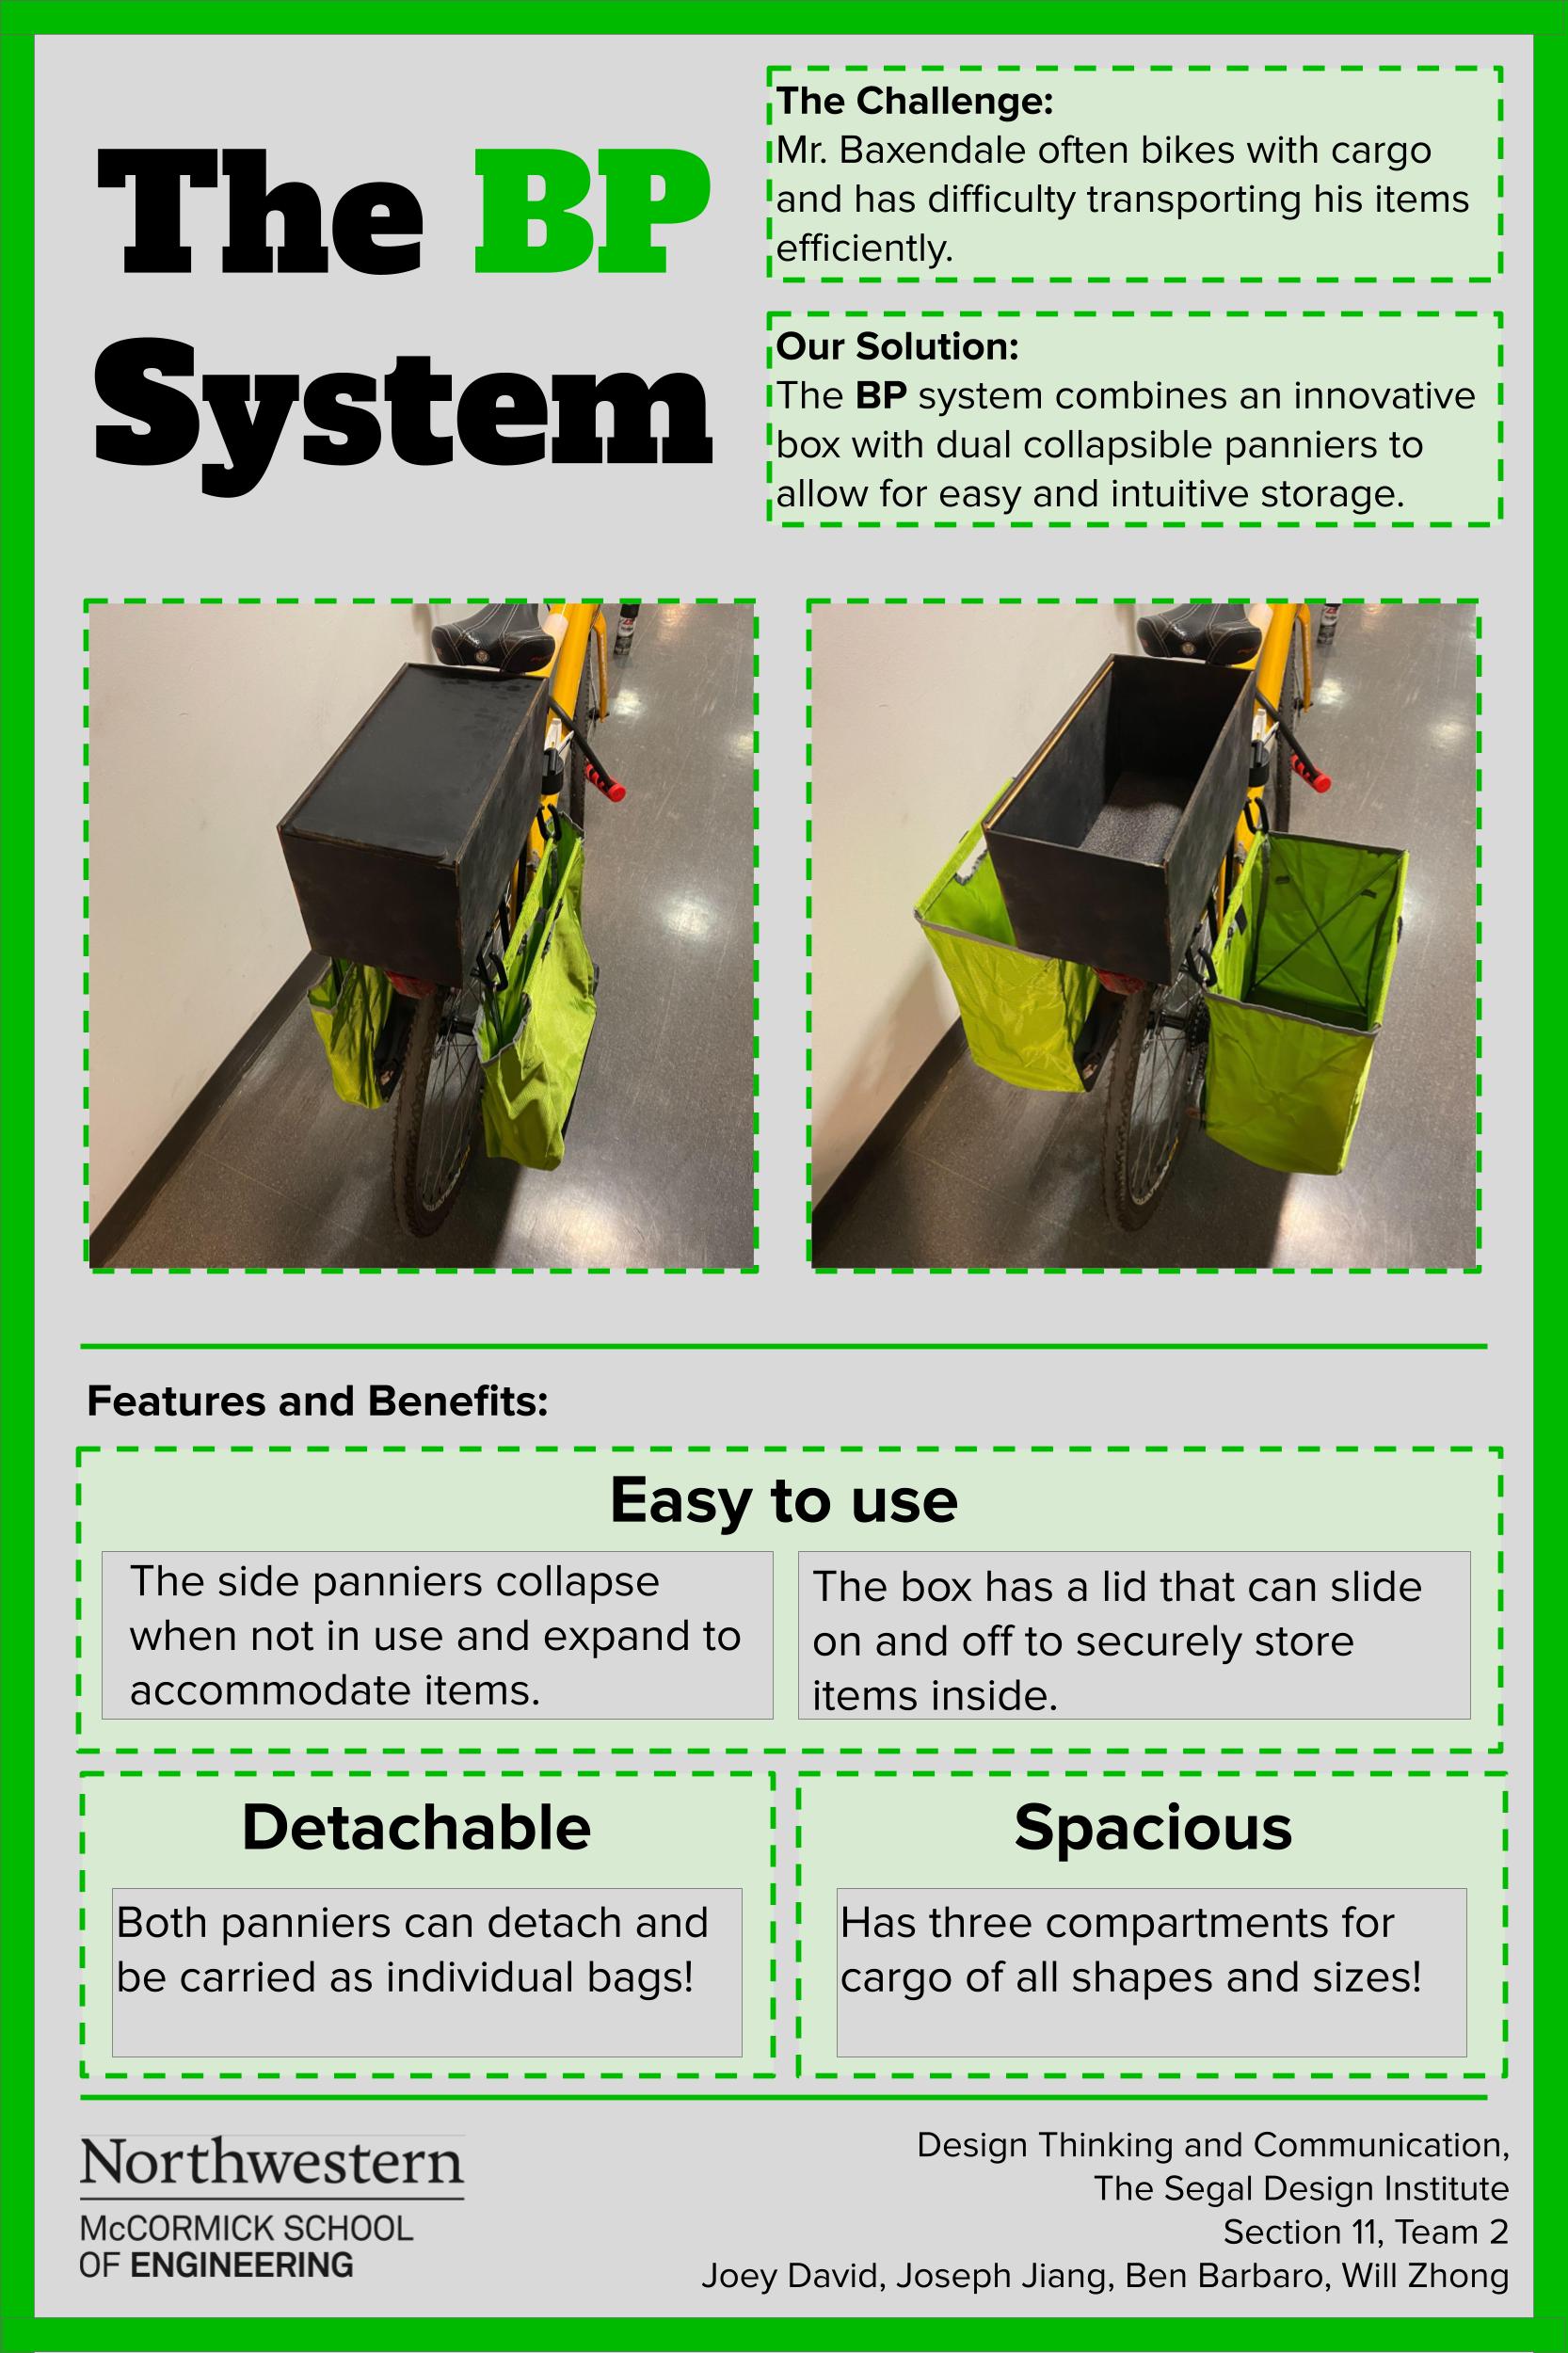 The BP
System
The Challenge:
Mr. Baxendale often bikes with cargo
and has difficulty transporting his items
efficiently.
Our Solution:
The BP system combines an innovative
box with dual collapsible panniers to
allow for easy and intuitive storage.
Features and Benefits:
Easy to use
The side panniers collapse
when not in use and expand to
accommodate items.
The box has a lid that can slide
on and off to securely store
items inside.
Detachable
Both panniers can detach and
be carried as individual bags!
Spacious
Has three compartments for
cargo of all shapes and sizes!
Northwestern
McCORMICK SCHOOL
OF ENGINEERING
Design Thinking and Communication,
The Segal Design Institute
Section 11, Team 2
Joey David, Joseph Jiang, Ben Barbaro, Will Zhong